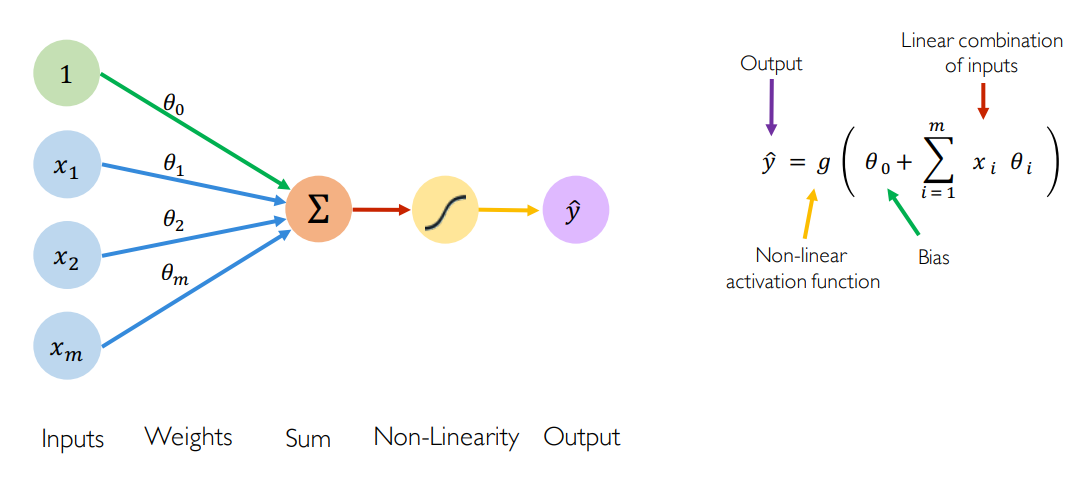 1
θ₀
x₁
θ₁
x₂
θ₂
xₘ
θₘ
Σ
ŷ
Inputs Weights Sum Non-Linearity Output
Output
Linear combination
of inputs
ŷ = g ( θ₀ + ∑ᵢ₌₁ᵐ xᵢ θᵢ )
Non-linear
activation function
Bias